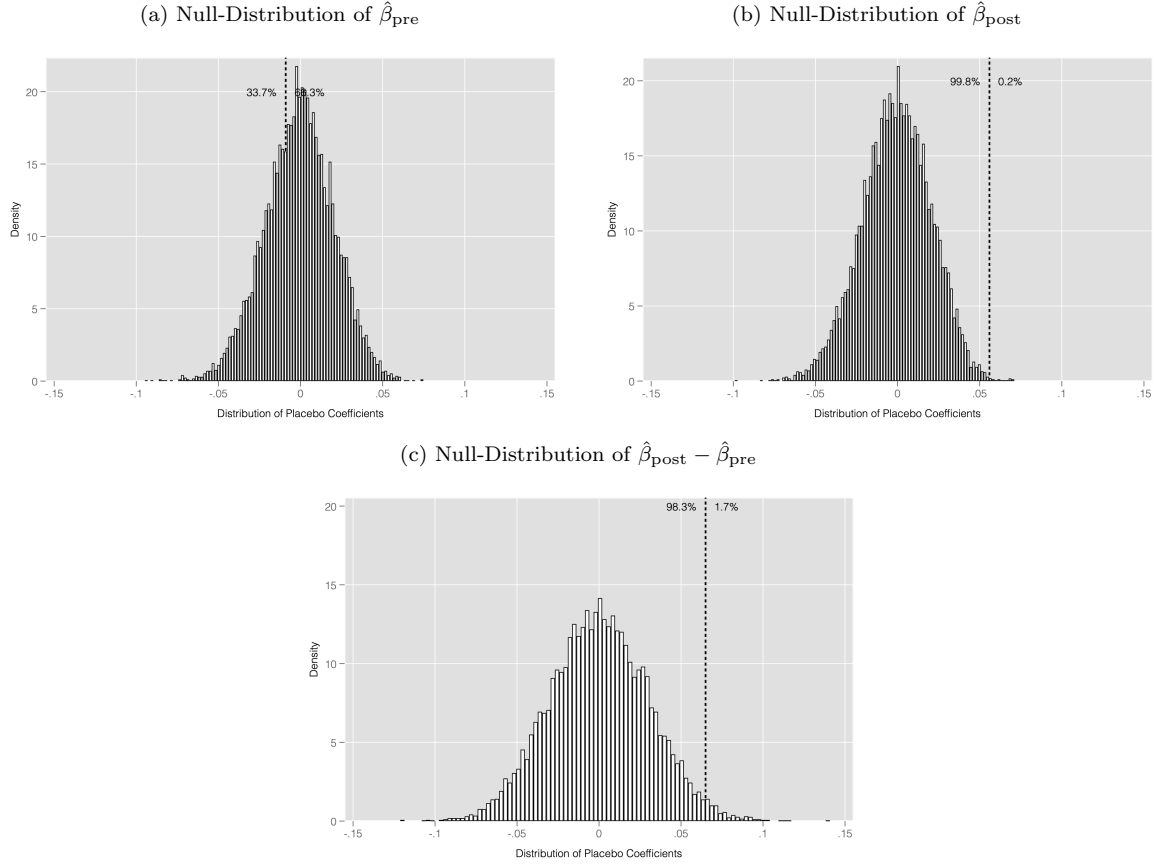 (a) Null-Distribution of β̂pre
33.7% 66.3%
20
15
10
5
0
Density
-.15 -.1 -.05 0 .05 .1 .15
Distribution of Placebo Coefficients
(b) Null-Distribution of β̂post
99.8% 0.2%
20
15
10
5
0
Density
-.15 -.1 -.05 0 .05 .1 .15
Distribution of Placebo Coefficients
(c) Null-Distribution of β̂post − β̂pre
98.3% 1.7%
20
15
10
5
0
Density
-.15 -.1 -.05 0 .05 .1 .15
Distribution of Placebo Coefficients